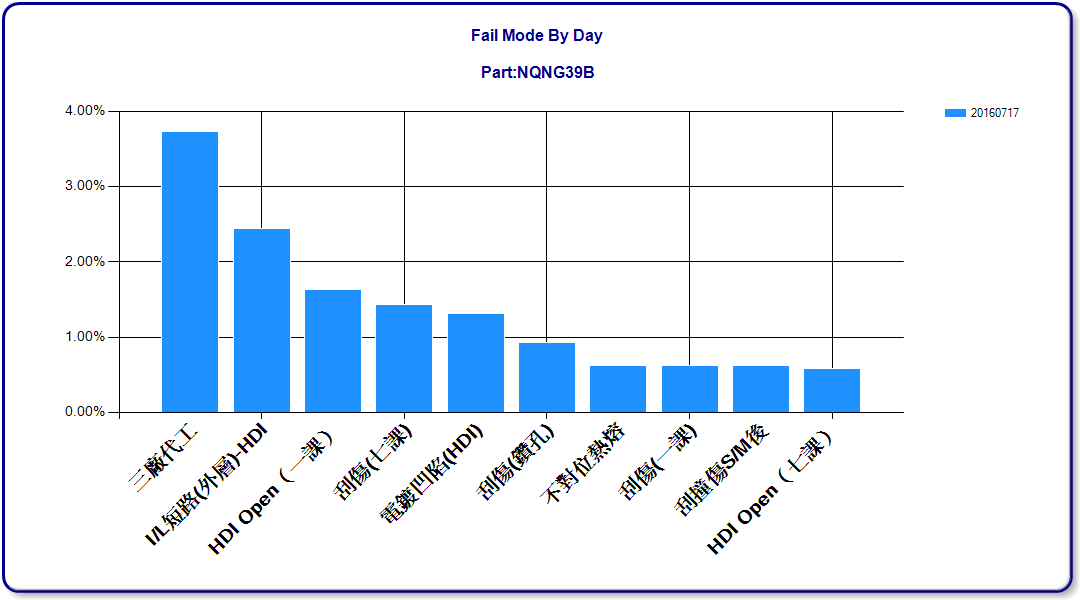 Fail Mode By Day
Part:NQNG39B
20160717
4.00%
3.00%
2.00%
1.00%
0.00%
三廠代工
I/L短路(外層)-HDI
HDI Open（一課）
刮傷(七課)
電鍍凹陷(HDI)
刮傷(鑽孔)
不對位熱熔
刮傷(一課)
刮撞傷S/M後
HDI Open（七課）